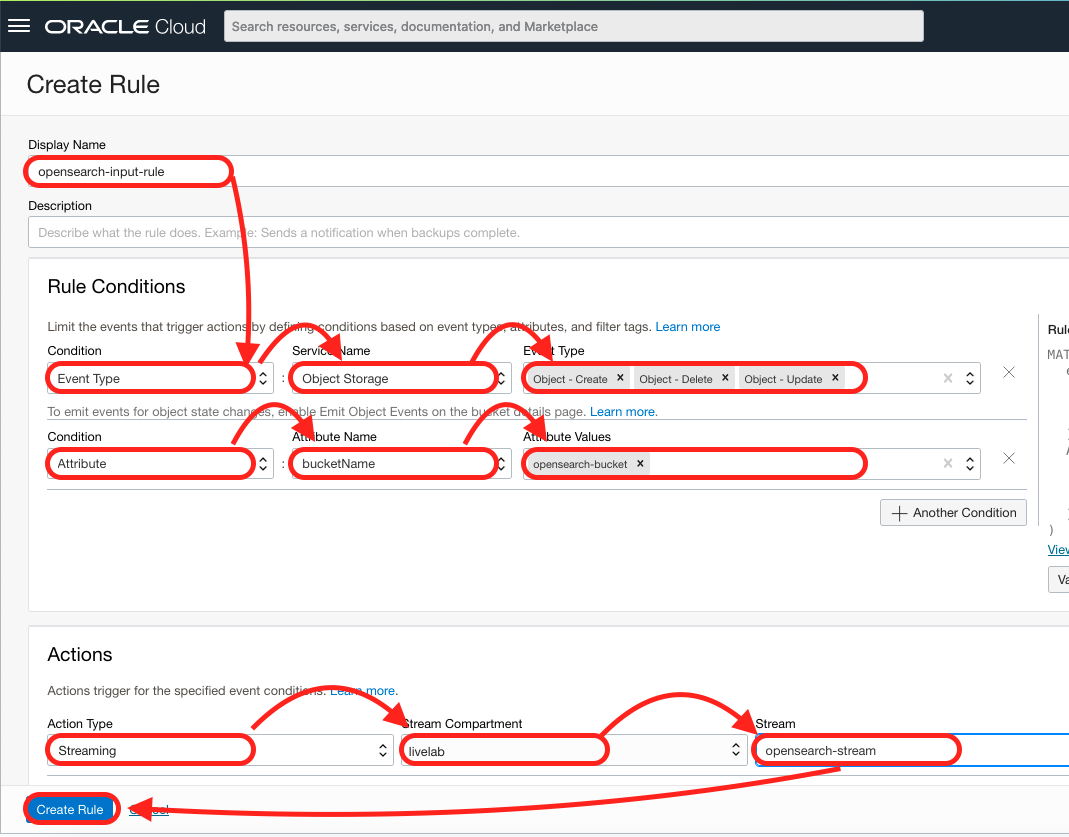 ORACLE Cloud
Search resources, services, documentation, and Marketplace
Create Rule
Display Name
opensearch-input-rule
Description
Describe what the rule does. Example: Sends a notification when backups complete.
Rule Conditions
Limit the events that trigger actions by defining conditions based on event types, attributes, and filter tags. Learn more
Condition Service Name Event Type
Event Type : Object Storage Object - Create × Object - Delete × Object - Update ×
To emit events for object state changes, enable Emit Object Events on the bucket details page. Learn more.
Condition Attribute Name Attribute Values
Attribute : bucketName opensearch-bucket ×
+ Another Condition
Rule
MAT
e
)
View
Va
Actions
Actions trigger for the specified event conditions. Learn more.
Action Type Stream Compartment Stream
Streaming livelab opensearch-stream
Create Rule Cancel